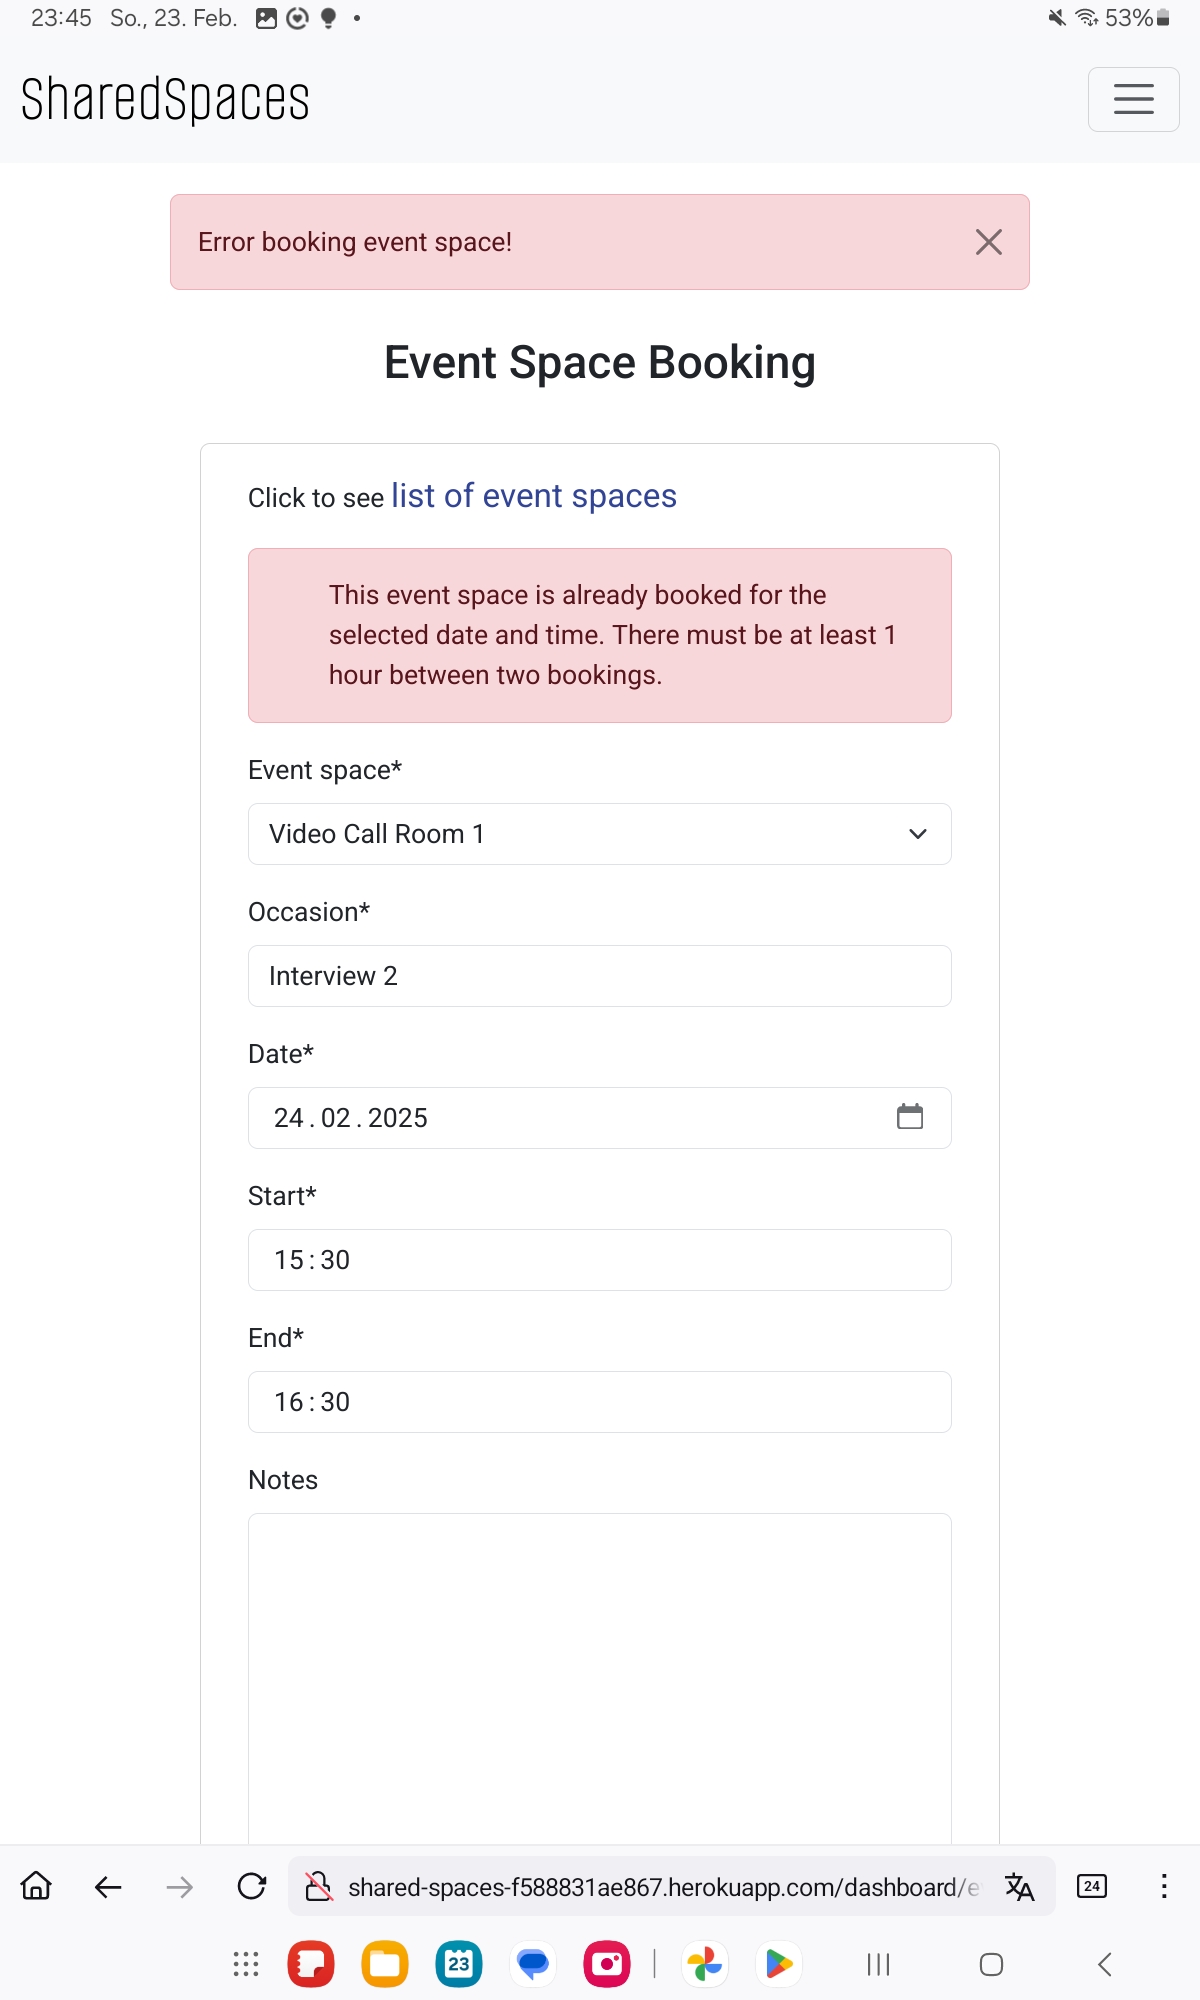 23:45 So., 23. Feb.
53%
SharedSpaces
Error booking event space!
Event Space Booking
Click to see list of event spaces
This event space is already booked for the
selected date and time. There must be at least 1
hour between two bookings.
Event space*
Video Call Room 1
Occasion*
Interview 2
Date*
24.02.2025
Start*
15:30
End*
16:30
Notes
shared-spaces-f588831ae867.herokuapp.com/dashboard/e
24
23